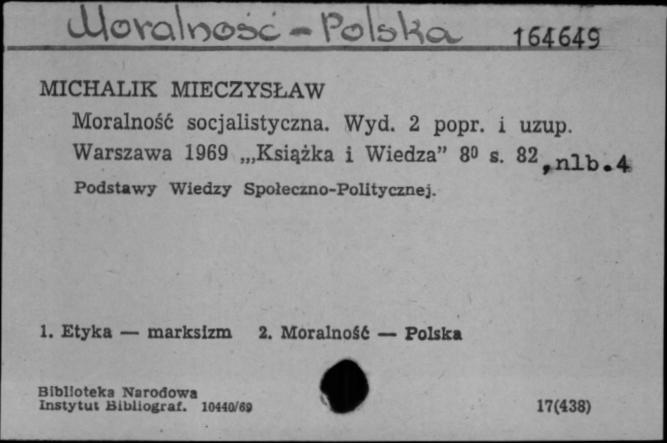 Moralność - Polska 164649
MICHALIK MIECZYSŁAW
Moralność socjalistyczna. Wyd. 2 popr. i uzup.
Warszawa 1969 „„Książka i Wiedza” 8⁰ s. 82, nlb. 4
Podstawy Wiedzy Społeczno-Politycznej.
1. Etyka — marksizm 2. Moralność — Polska
Biblioteka Narodowa
Instytut Bibliograf. 10440/69 17(438)